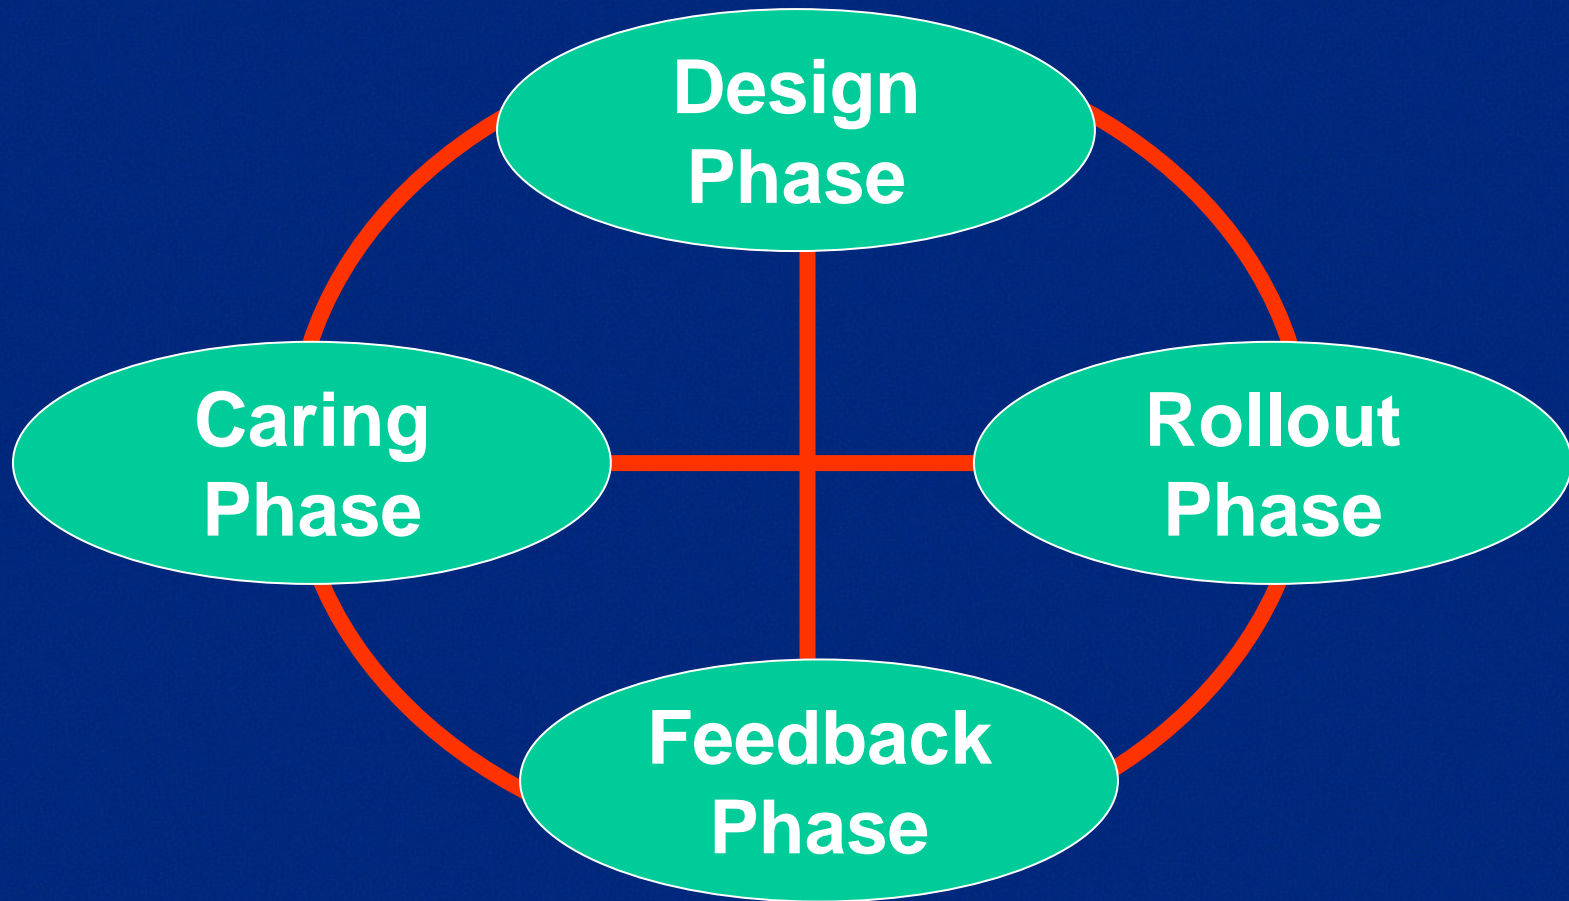 Design
Phase
Caring
Phase
Rollout
Phase
Feedback
Phase